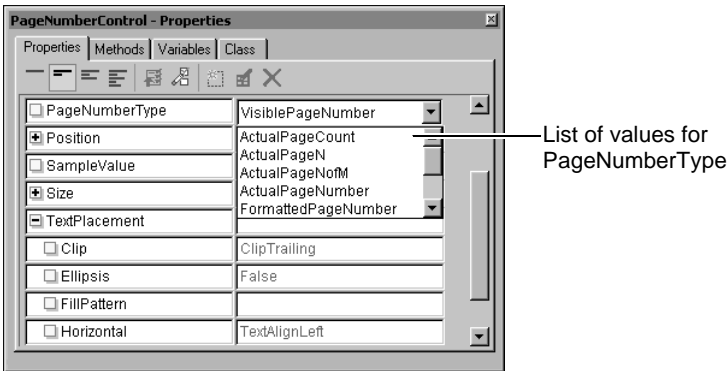 PageNumberControl - Properties
Properties Methods Variables Class
PageNumberType VisiblePageNumber
Position ActualPageCount
ActualPageN
SampleValue ActualPageNofM
Size ActualPageNumber
FormattedPageNumber
TextPlacement
Clip ClipTrailing
Ellipsis False
FillPattern
Horizontal TextAlignLeft
List of values for
PageNumberType